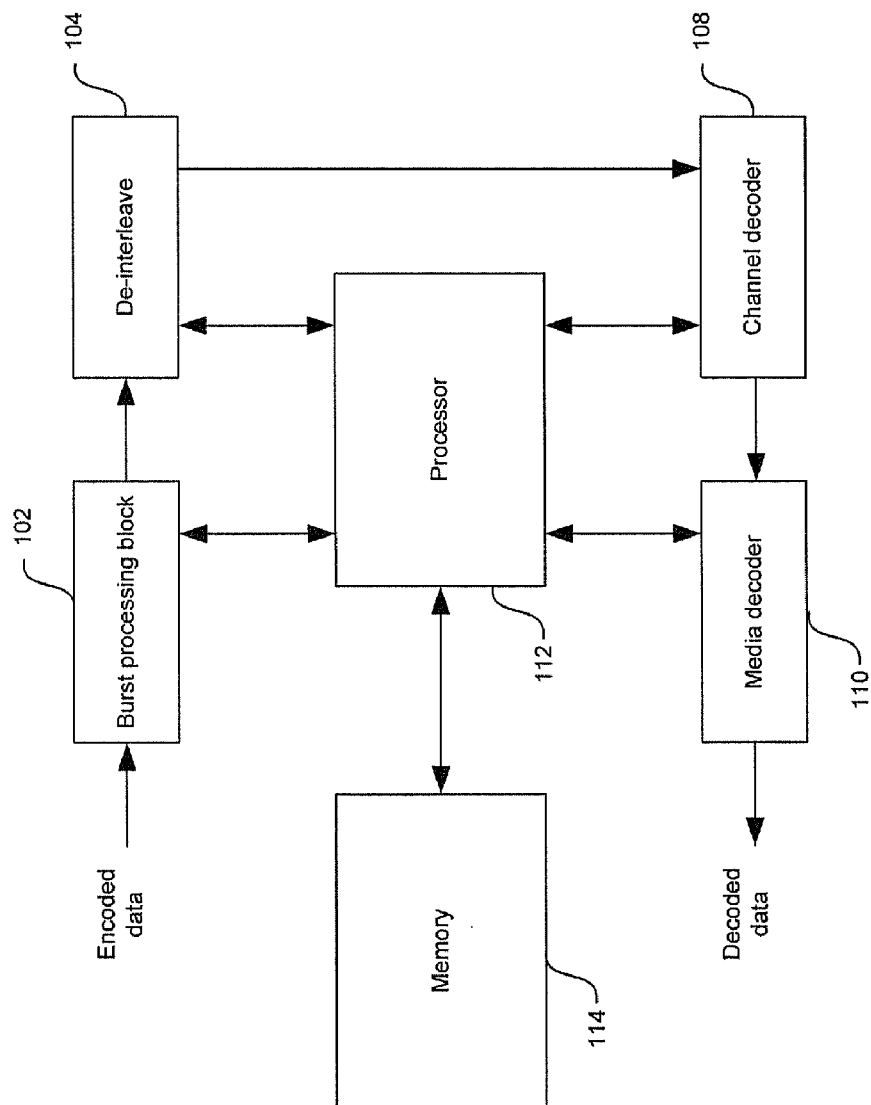 102
104
Encoded
data
Burst processing block
De-interleave
Memory
Processor
114
112
Decoded
data
Media decoder
Channel decoder
110
108